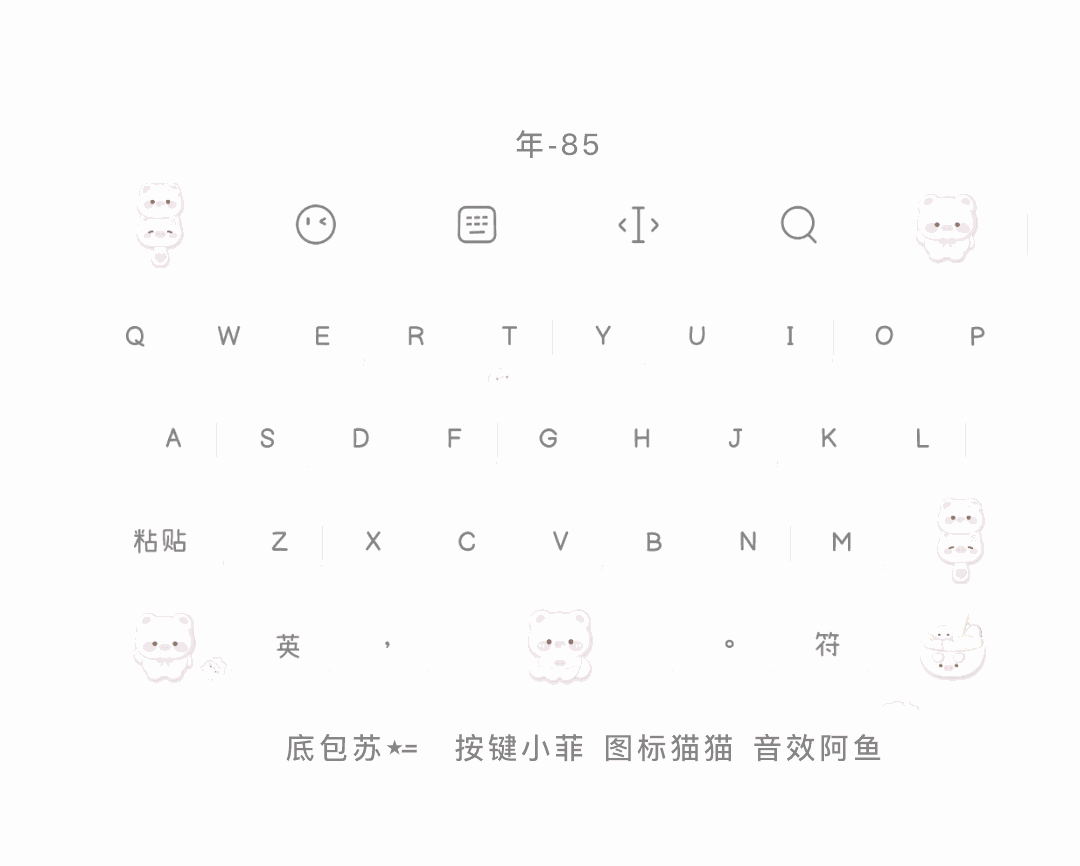 年-85
Q W E R T Y U I O P
A S D F G H J K L
粘贴 Z X C V B N M
英 , 。 符
底包苏★= 按键小菲 图标猫猫 音效阿鱼